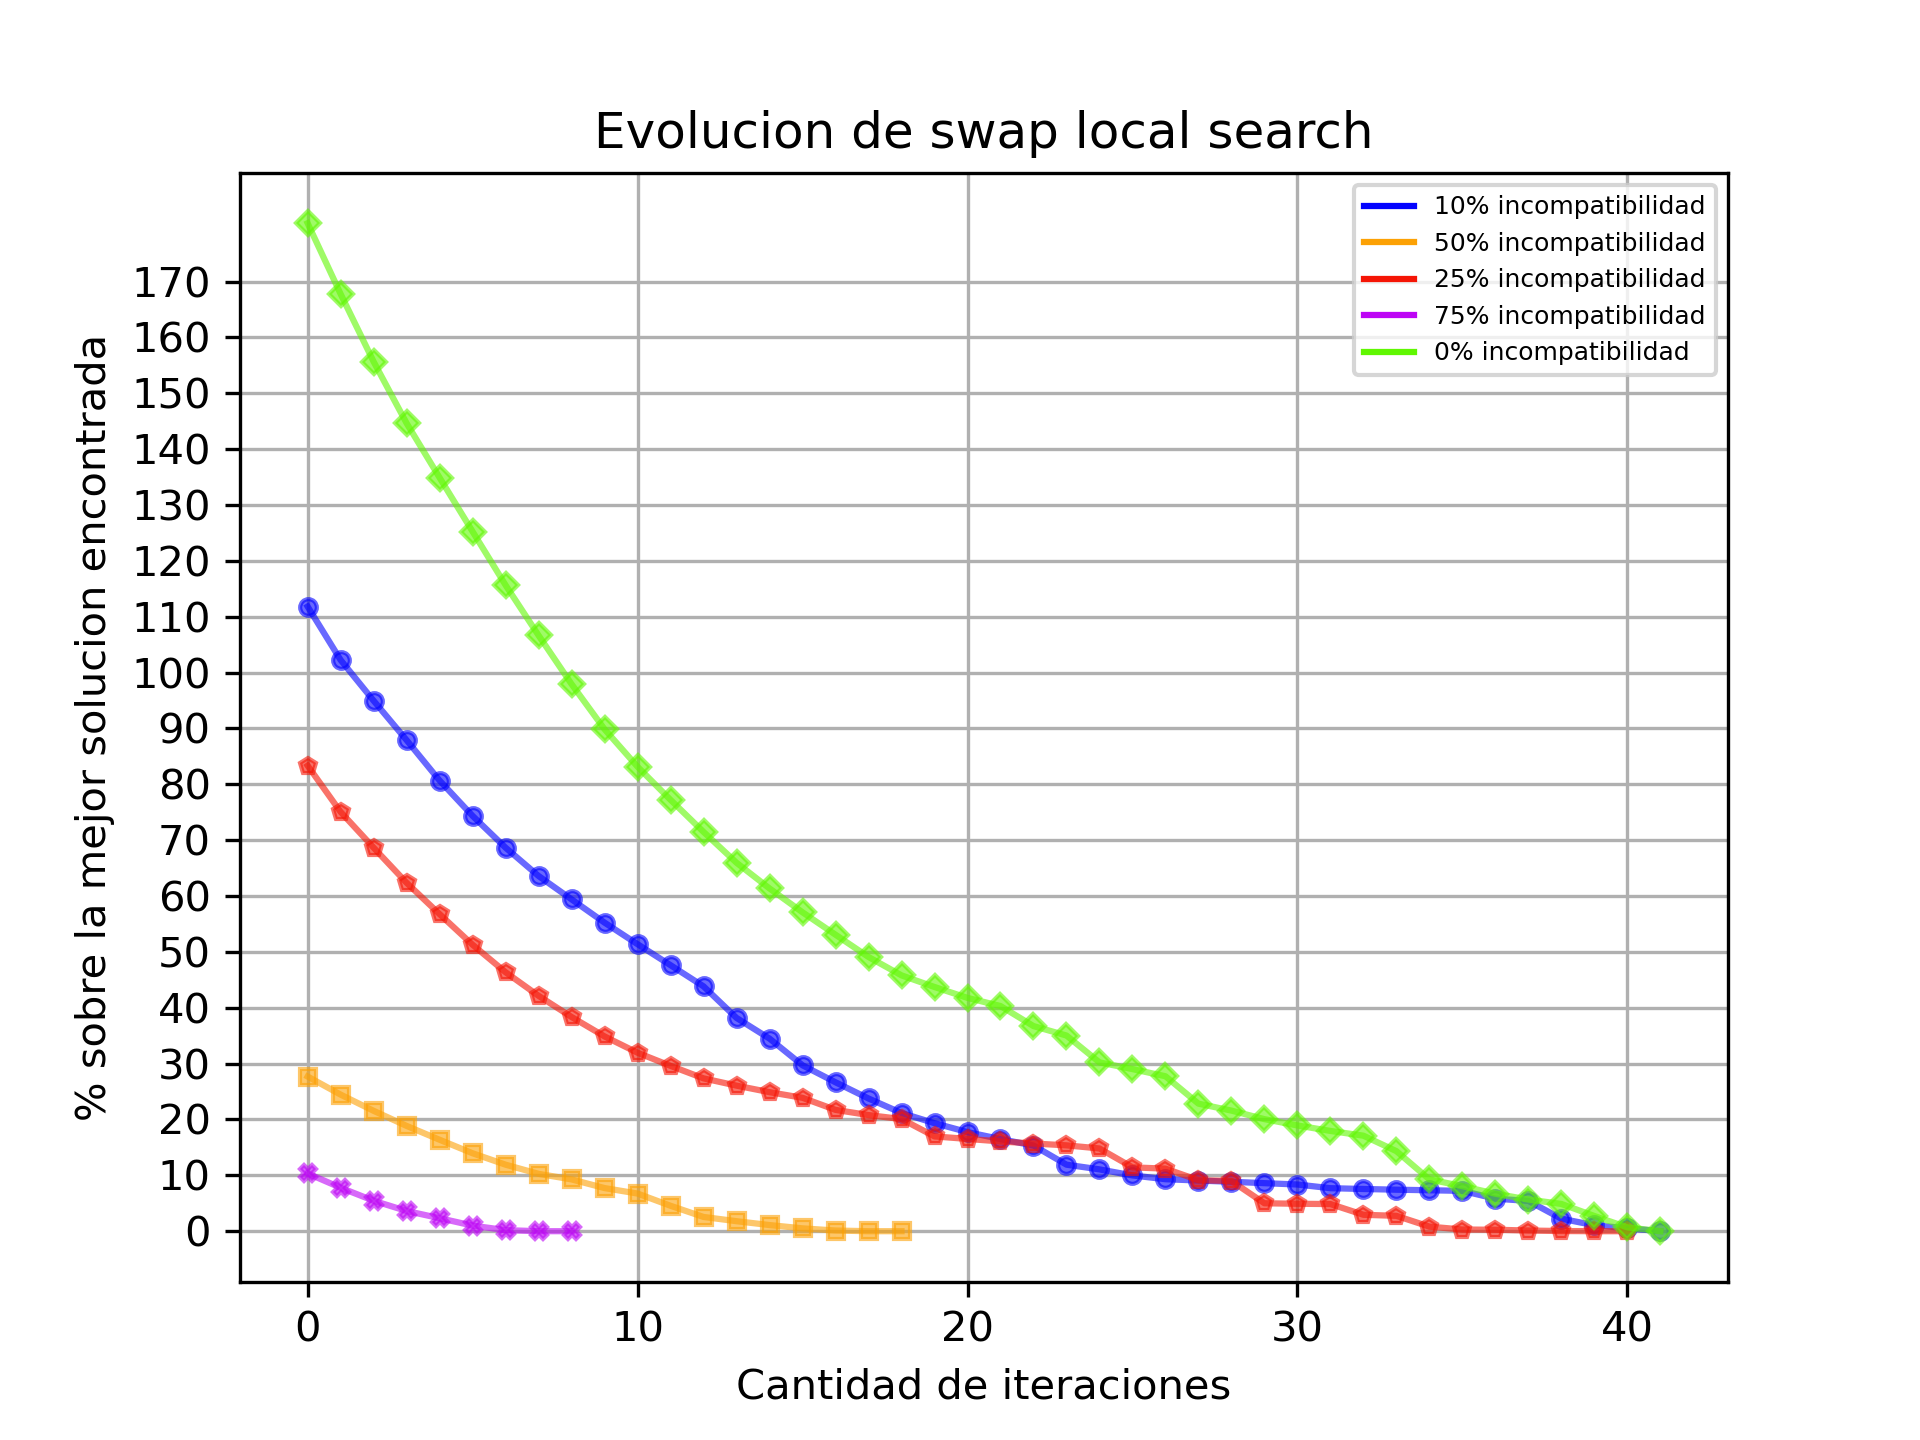 Evolucion de swap local search
10% incompatibilidad
50% incompatibilidad
25% incompatibilidad
75% incompatibilidad
0% incompatibilidad
% sobre la mejor solucion encontrada
170
160
150
140
130
120
110
100
90
80
70
60
50
40
30
20
10
0
0 10 20 30 40
Cantidad de iteraciones